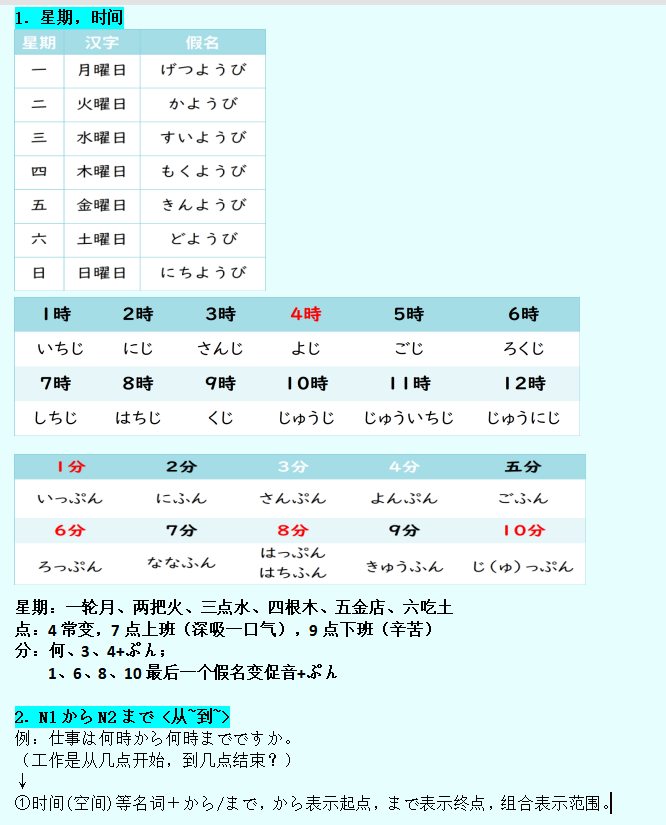 1. 星期，时间
星期 汉字 假名
一 月曜日 げつようび
二 火曜日 かようび
三 水曜日 すいようび
四 木曜日 もくようび
五 金曜日 きんようび
六 土曜日 どようび
日 日曜日 にちようび
1時 2時 3時 4時 5時 6時
いちじ にじ さんじ よじ ごじ ろくじ
7時 8時 9時 10時 11時 12時
しちじ はちじ くじ じゅうじ じゅういちじ じゅうにじ
1分 2分 3分 4分 五分
いっぷん にふん さんぷん よんぷん ごふん
6分 7分 8分 9分 10分
ろっぷん ななふん はっぷん きゅうふん じ(ゅ)っぷん
はちふん
星期：一轮月、两把火、三点水、四根木、五金店、六吃土
点：4常变，7点上班（深吸一口气），9点下班（辛苦）
分：何、3、4+ぷん；
1、6、8、10最后一个假名变促音+ぷん
2. N1からN2まで <从~到~>
例：仕事は何時から何時までですか。
（工作是从几点开始，到几点结束？）
↓
①时间(空间)等名词＋から/まで，から表示起点，まで表示终点，组合表示范围。